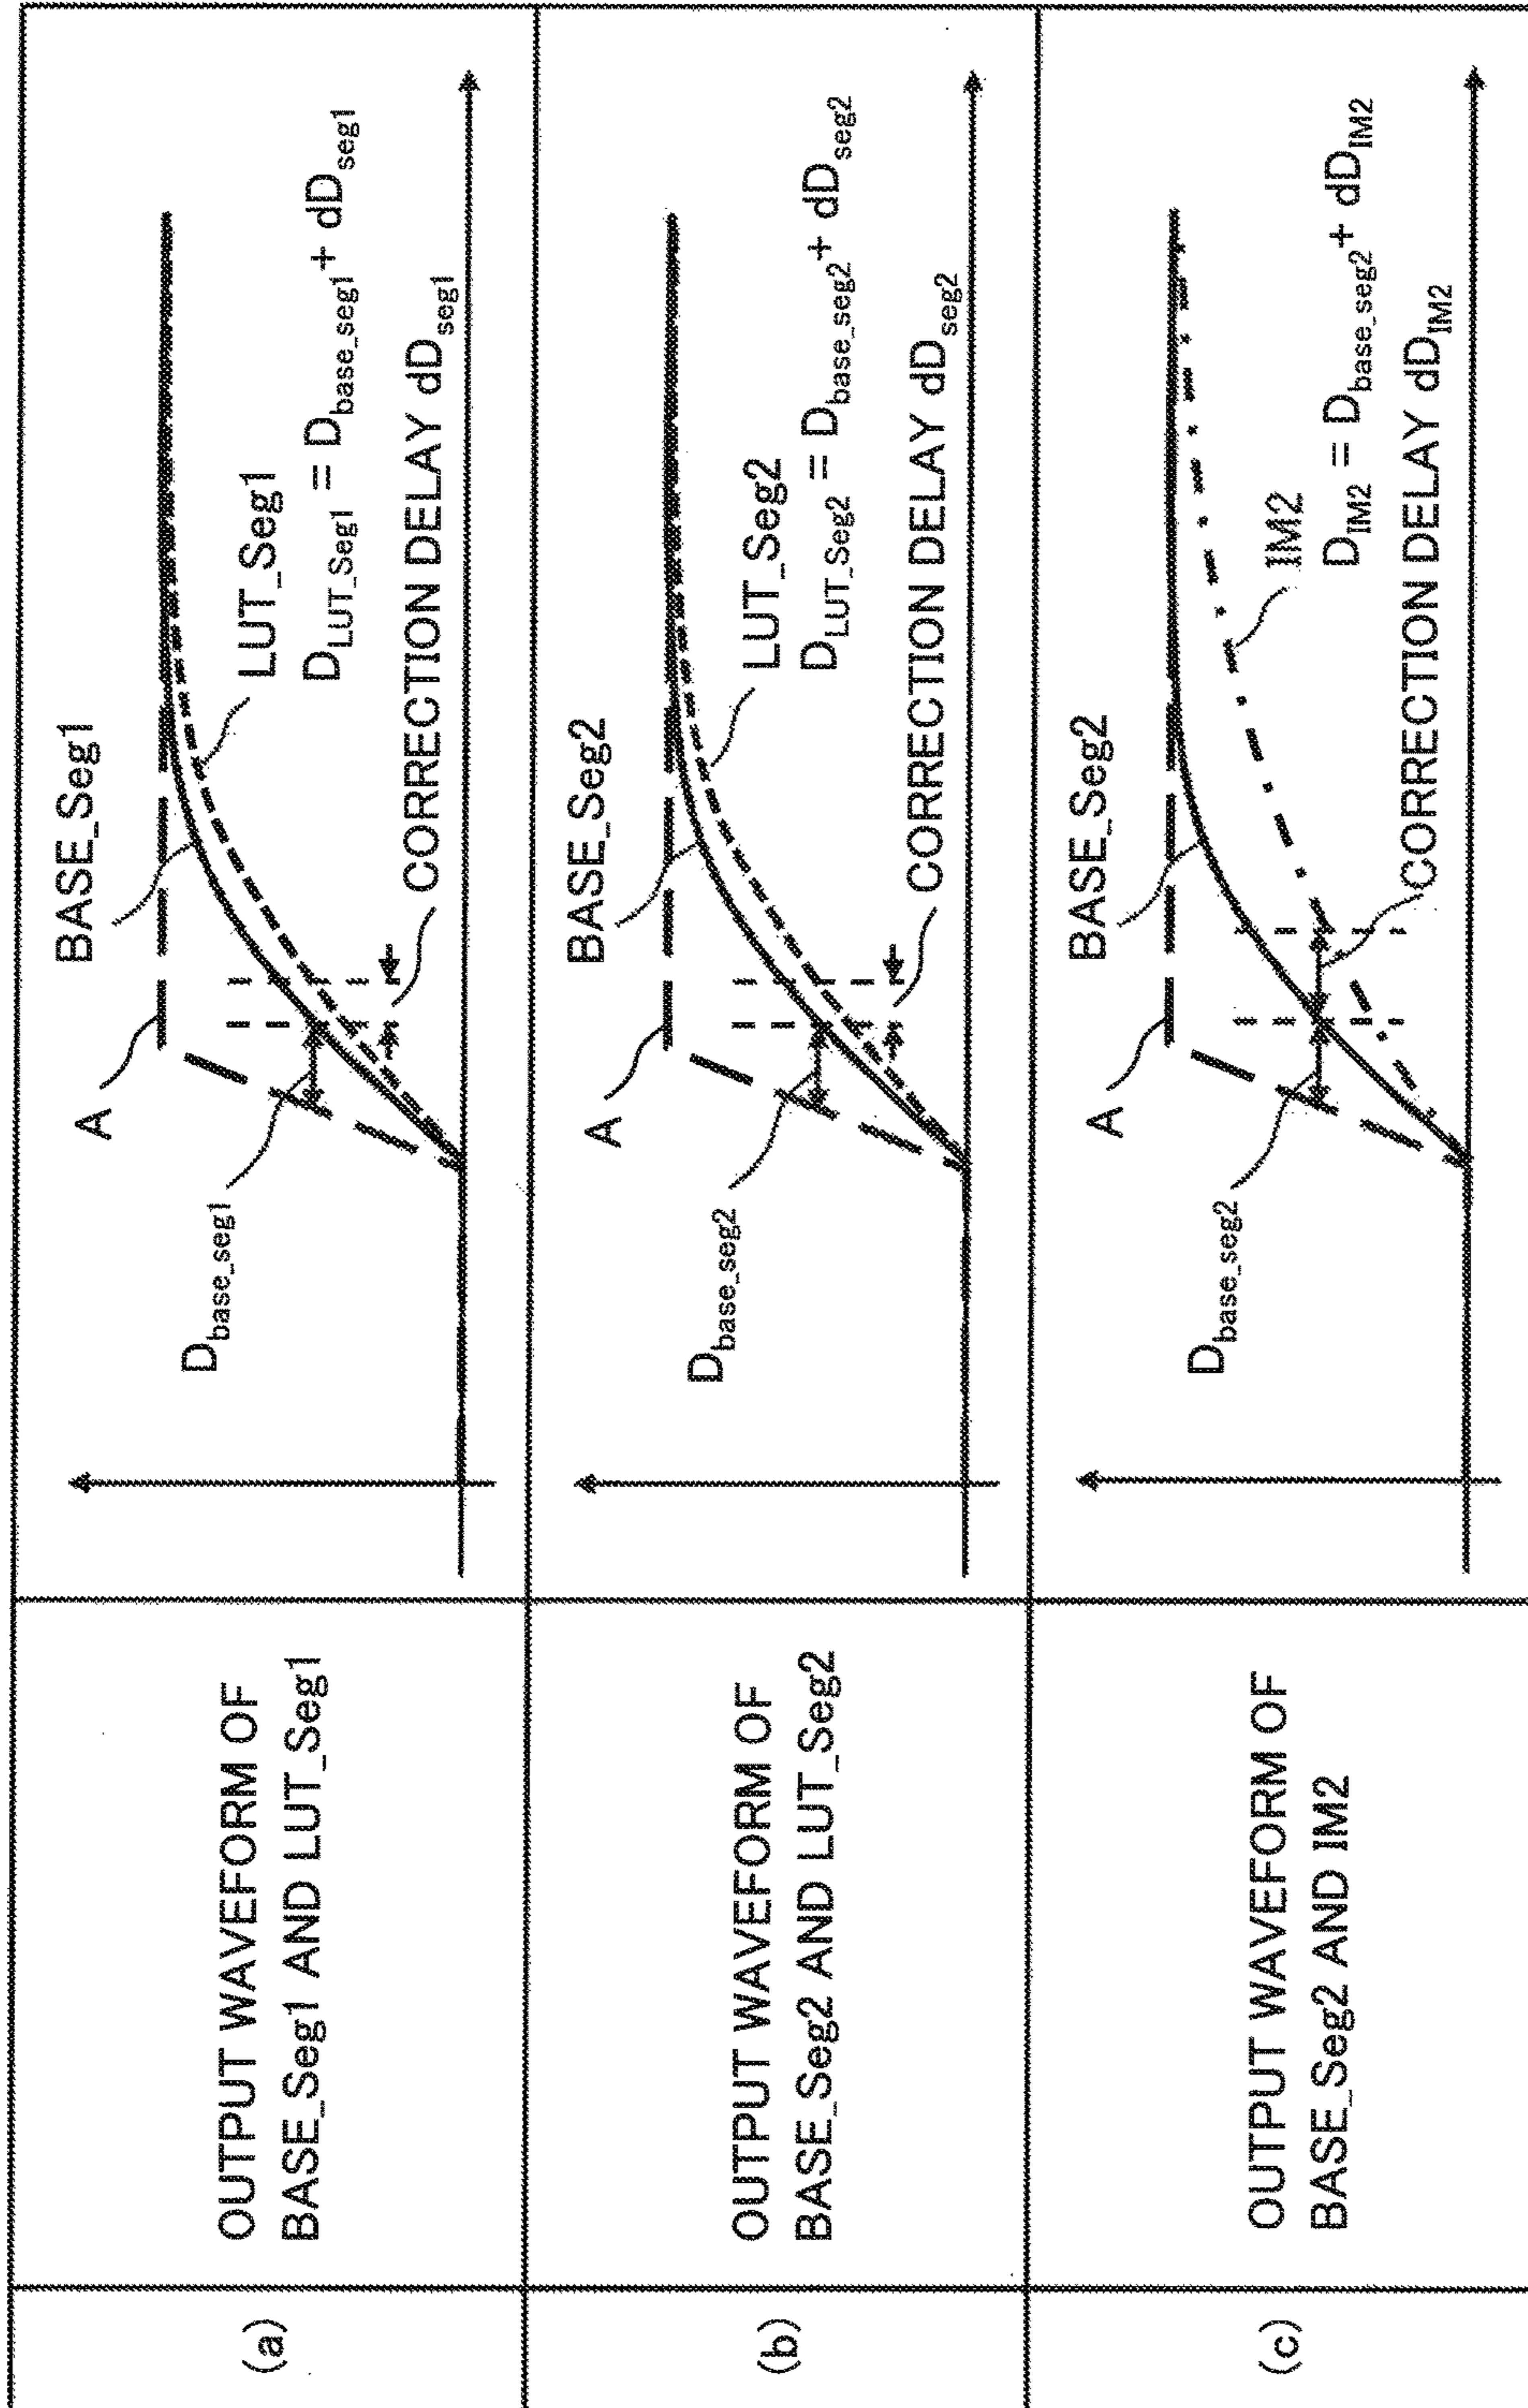 (a)
OUTPUT WAVEFORM OF
BASE_Seg1 AND LUT_Seg1
A
BASE_Seg1
D_base_seg1
LUT_Seg1
D_LUT_Seg1 = D_base_seg1 + dD_seg1
CORRECTION DELAY dD_seg1
(b)
OUTPUT WAVEFORM OF
BASE_Seg2 AND LUT_Seg2
A
BASE_Seg2
D_base_seg2
LUT_Seg2
D_LUT_Seg2 = D_base_seg2 + dD_seg2
CORRECTION DELAY dD_seg2
(c)
OUTPUT WAVEFORM OF
BASE_Seg2 AND IM2
A
BASE_Seg2
D_base_seg2
IM2
D_IM2 = D_base_seg2 + dD_IM2
CORRECTION DELAY dD_IM2